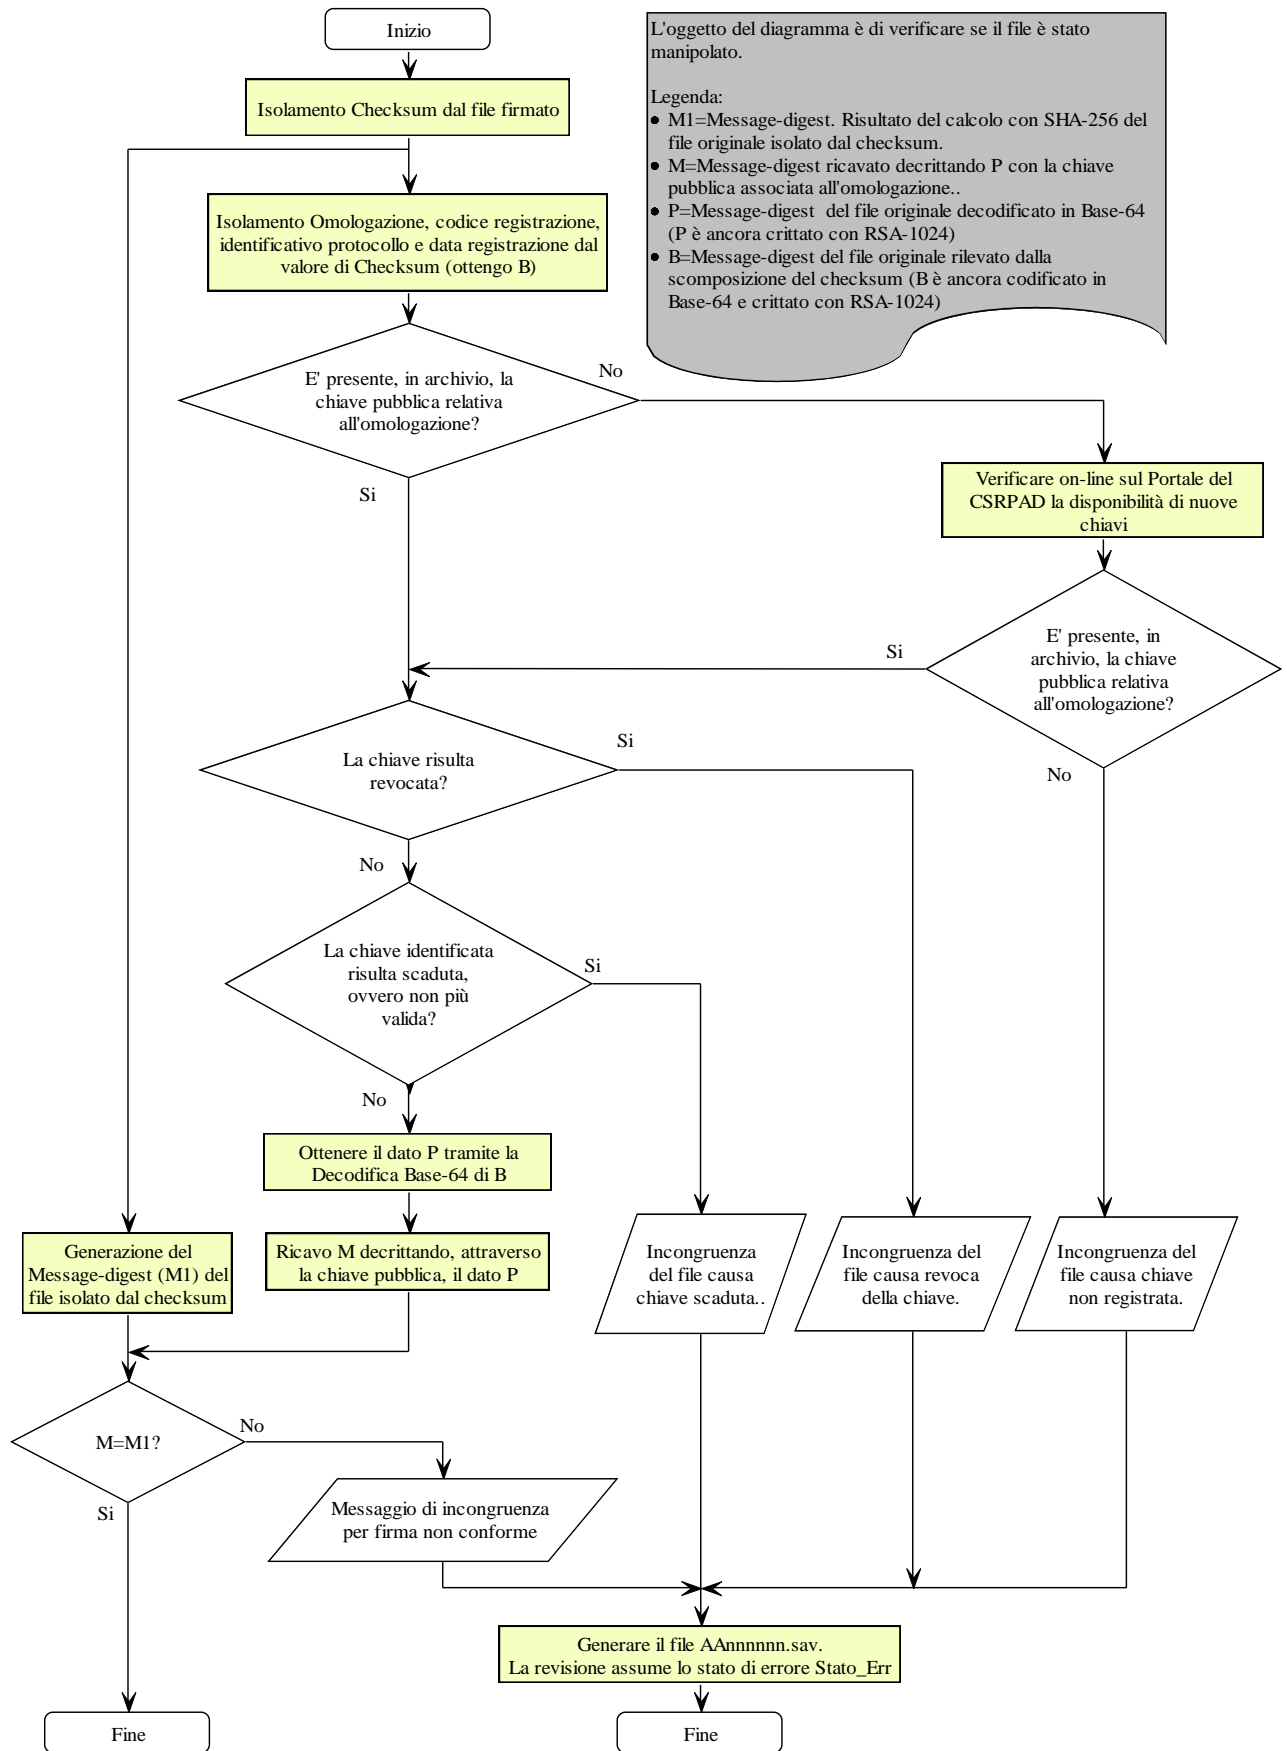 Inizio
L'oggetto del diagramma è di verificare se il file è stato
manipolato.
Legenda:
• M1=Message-digest. Risultato del calcolo con SHA-256 del
file originale isolato dal checksum.
• M=Message-digest ricavato decrittando P con la chiave
pubblica associata all'omologazione..
• P=Message-digest  del file originale decodificato in Base-64
(P è ancora crittato con RSA-1024)
• B=Message-digest del file originale rilevato dalla
scomposizione del checksum (B è ancora codificato in
Base-64 e crittato con RSA-1024)
Isolamento Checksum dal file firmato
Isolamento Omologazione, codice registrazione,
identificativo protocollo e data registrazione dal
valore di Checksum (ottengo B)
E' presente, in archivio, la
chiave pubblica relativa
all'omologazione?
No
Si
Verificare on-line sul Portale del
CSRPAD la disponibilità di nuove
chiavi
E' presente, in
archivio, la chiave
pubblica relativa
all'omologazione?
Si
No
La chiave risulta
revocata?
Si
No
La chiave identificata
risulta scaduta,
ovvero non più
valida?
Si
No
Ottenere il dato P tramite la
Decodifica Base-64 di B
Generazione del
Message-digest (M1) del
file isolato dal checksum
Ricavo M decrittando, attraverso
la chiave pubblica, il dato P
Incongruenza
del file causa
chiave scaduta..
Incongruenza del
file causa revoca
della chiave.
Incongruenza del
file causa chiave
non registrata.
M=M1?
No
Si
Messaggio di incongruenza
per firma non conforme
Generare il file AAnnnnnn.sav.
La revisione assume lo stato di errore Stato_Err
Fine
Fine